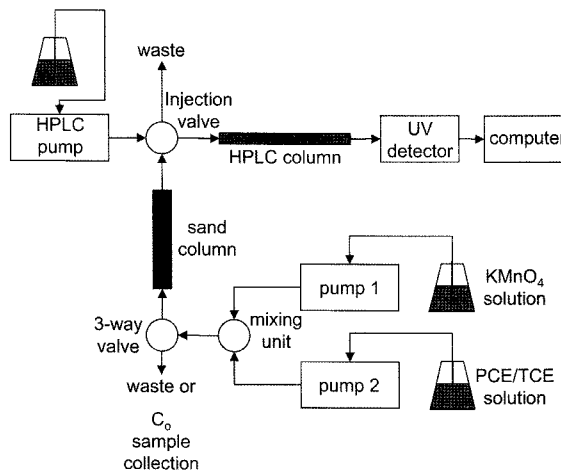 waste
Injection
valve
HPLC
pump
HPLC column
UV
detector
computer
sand
column
KMnO₄
solution
pump 1
3-way
valve
mixing
unit
pump 2
PCE/TCE
solution
waste or
Cₒ
sample
collection